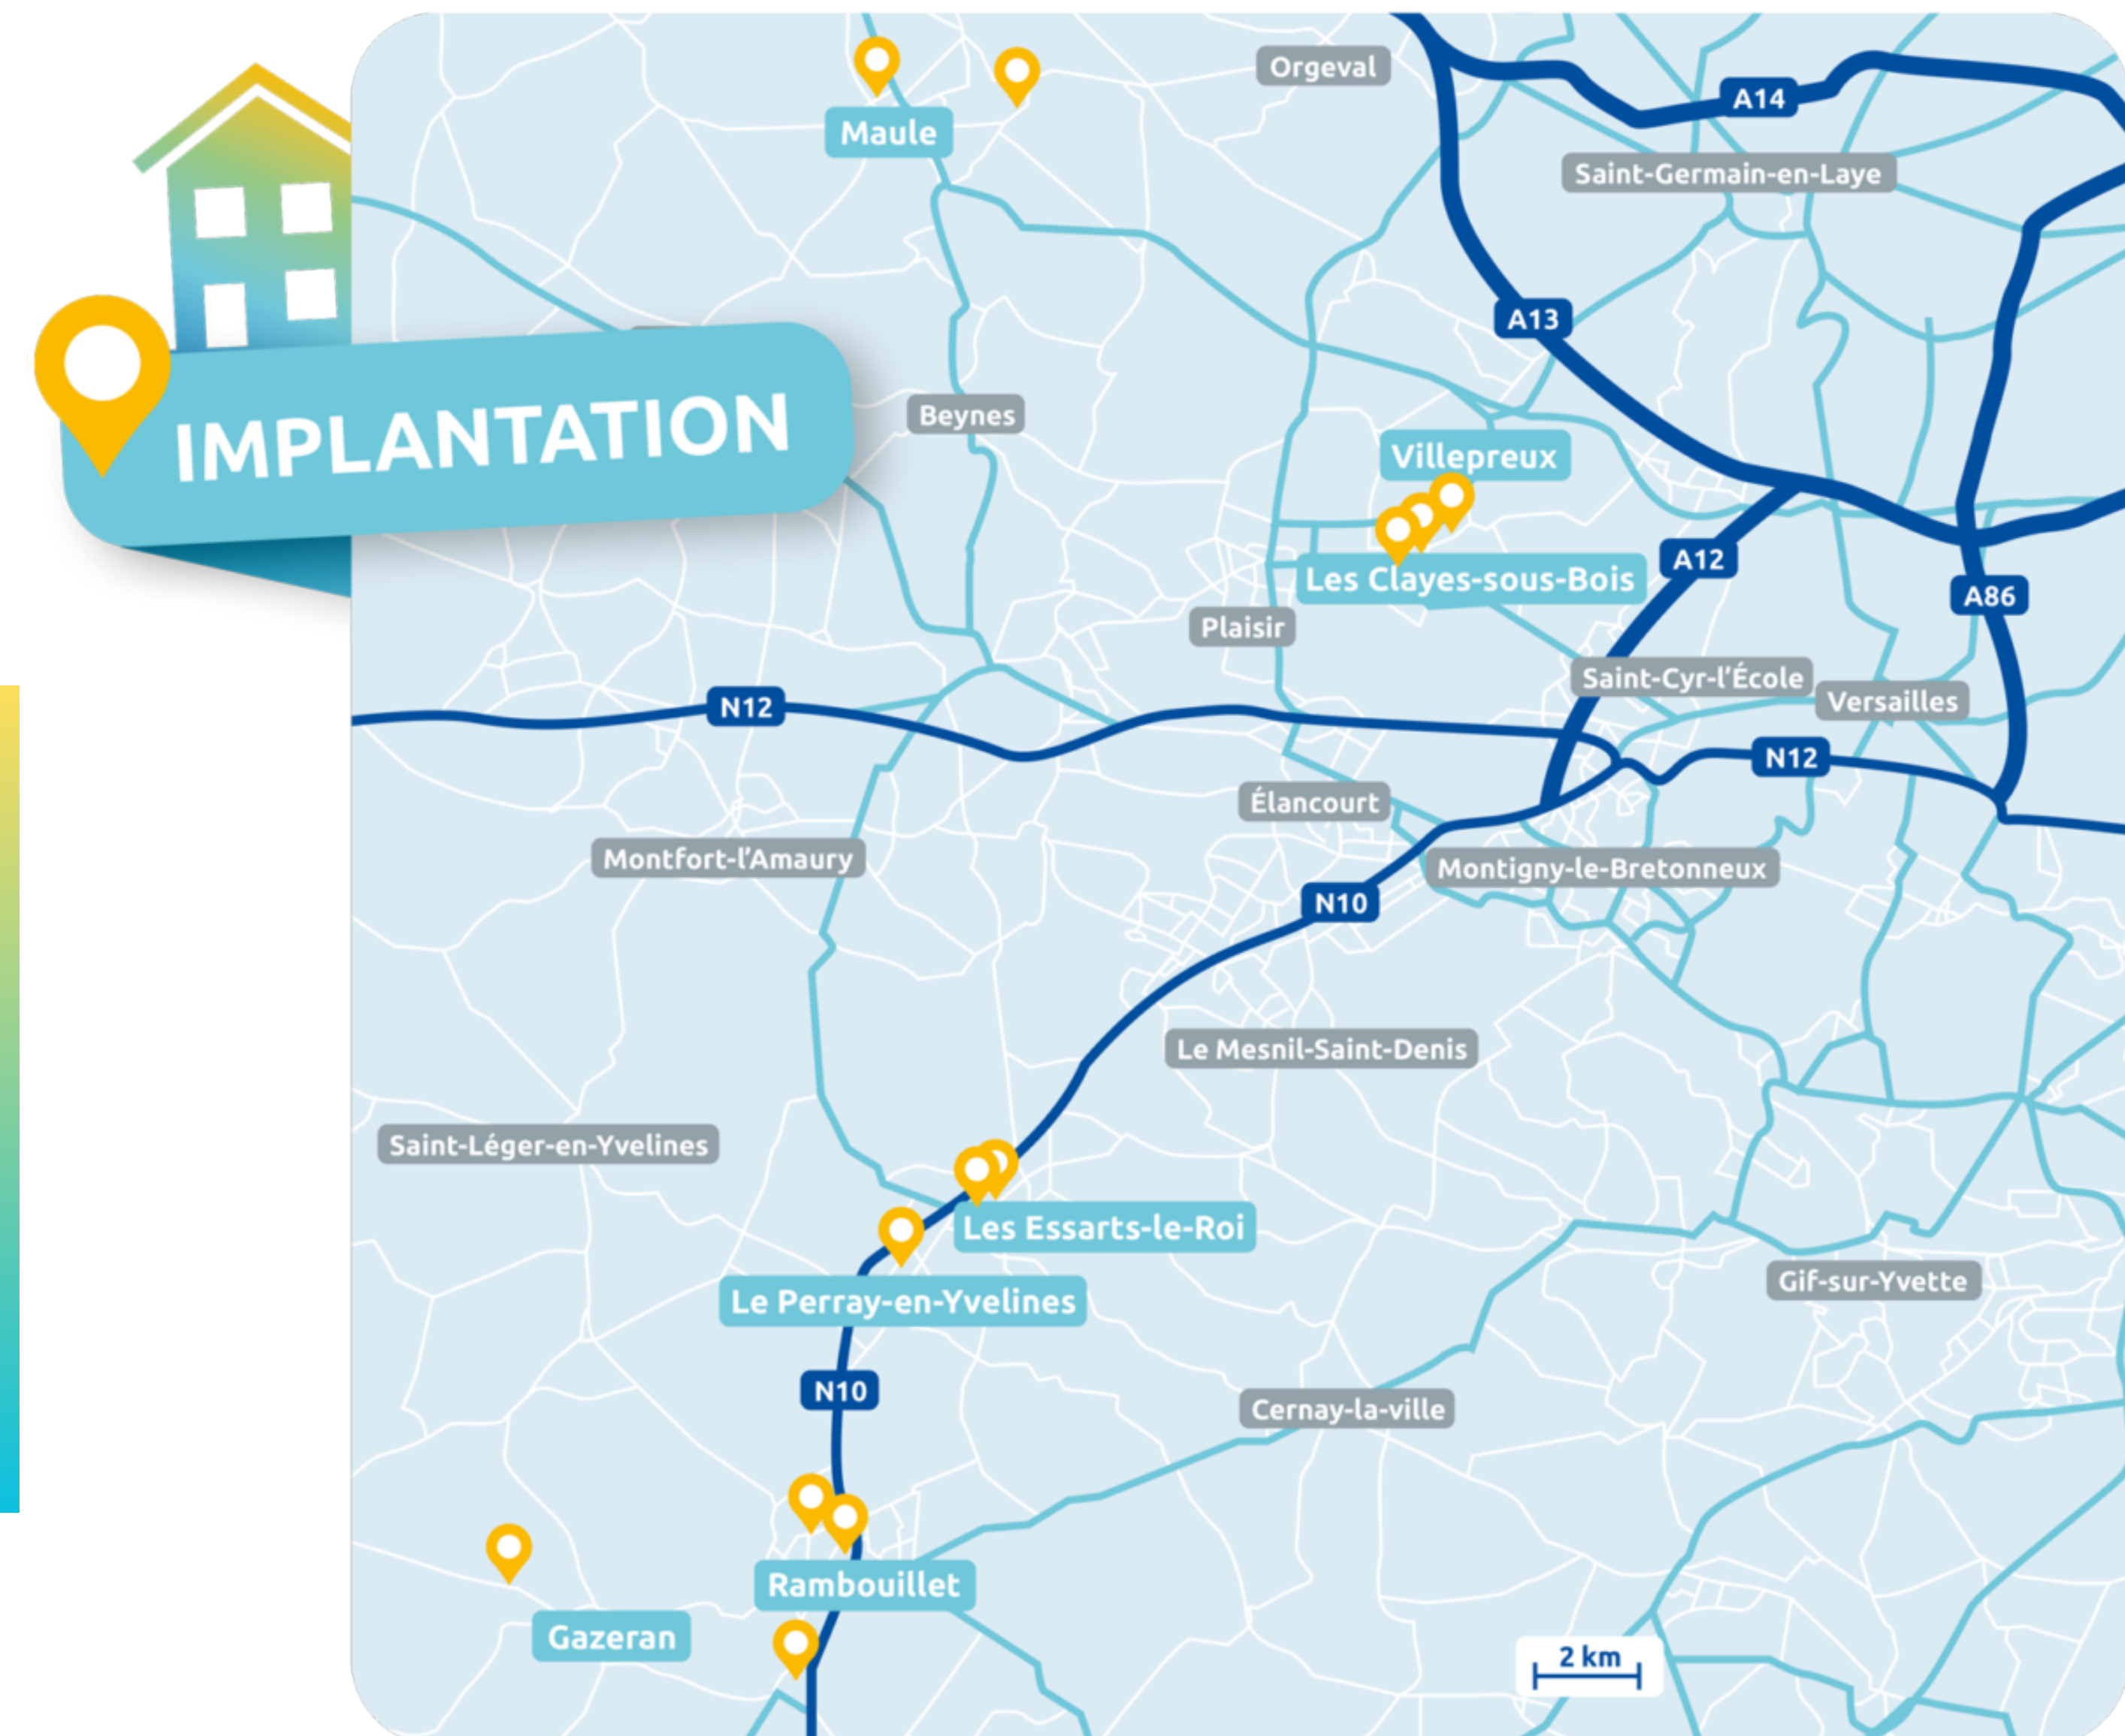 Orgeval
A14
Maule
Saint-Germain-en-Laye
A13
IMPLANTATION
Beynes
Villepreux
A12
Les Clayes-sous-Bois
A86
Plaisir
Saint-Cyr-l'École
Versailles
N12
N12
Élancourt
Montfort-l'Amaury
Montigny-le-Bretonneux
N10
Le Mesnil-Saint-Denis
Saint-Léger-en-Yvelines
Les Essarts-le-Roi
Gif-sur-Yvette
Le Perray-en-Yvelines
N10
Cernay-la-ville
Rambouillet
Gazeran
2 km